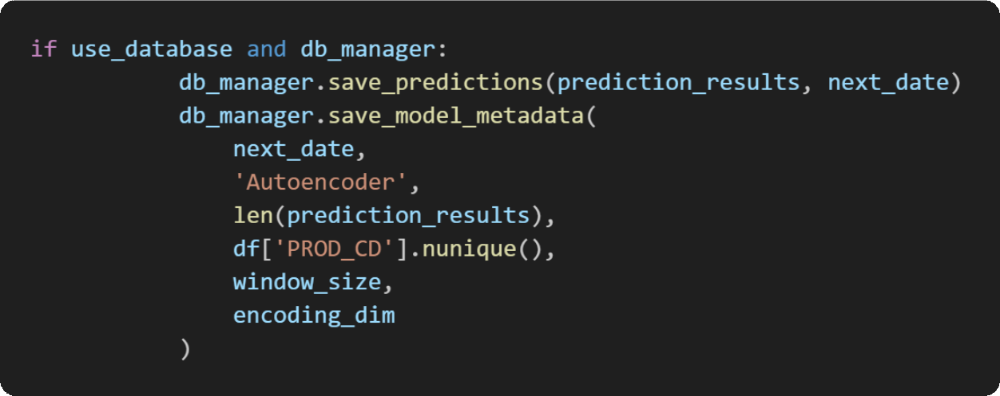 if use_database and db_manager:
           db_manager.save_predictions(prediction_results, next_date)
           db_manager.save_model_metadata(
               next_date,
               'Autoencoder',
               len(prediction_results),
               df['PROD_CD'].nunique(),
               window_size,
               encoding_dim
           )